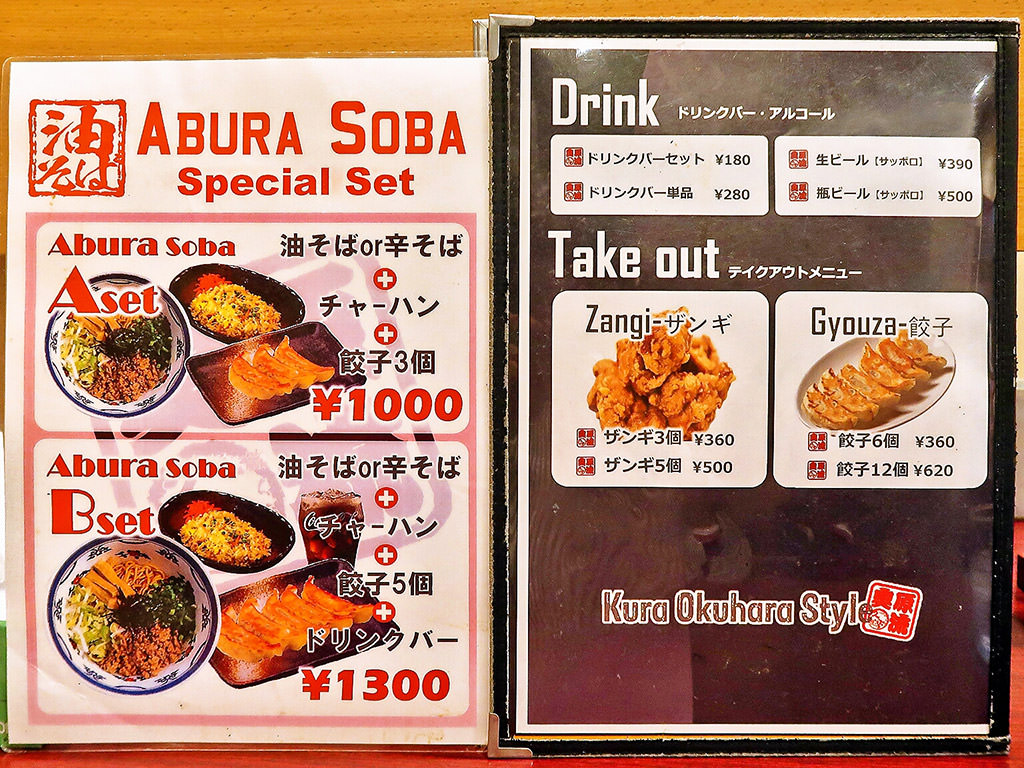 油
そば
ABURA SOBA
Special Set
Abura Soba
A set
油そばor辛そば
+
チャーハン
+
餃子3個
¥1000
Abura Soba
B set
油そばor辛そば
+
チャーハン
+
餃子5個
+
ドリンクバー
¥1300
Drink ドリンクバー・アルコール
ドリンクバーセット ¥180
ドリンクバー単品 ¥280
生ビール【サッポロ】 ¥390
瓶ビール【サッポロ】 ¥500
Take out テイクアウトメニュー
Zangi-ザンギ
ザンギ3個 ¥360
ザンギ5個 ¥500
Gyouza-餃子
餃子6個 ¥360
餃子12個 ¥620
Kura Okuhara Style